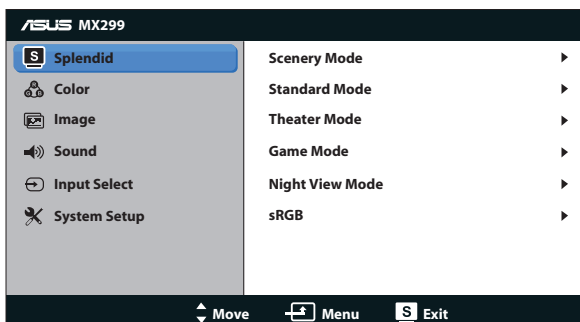 ASUS MX299
S Splendid
Color
Image
Sound
Input Select
System Setup
Scenery Mode
Standard Mode
Theater Mode
Game Mode
Night View Mode
sRGB
Move Menu S Exit